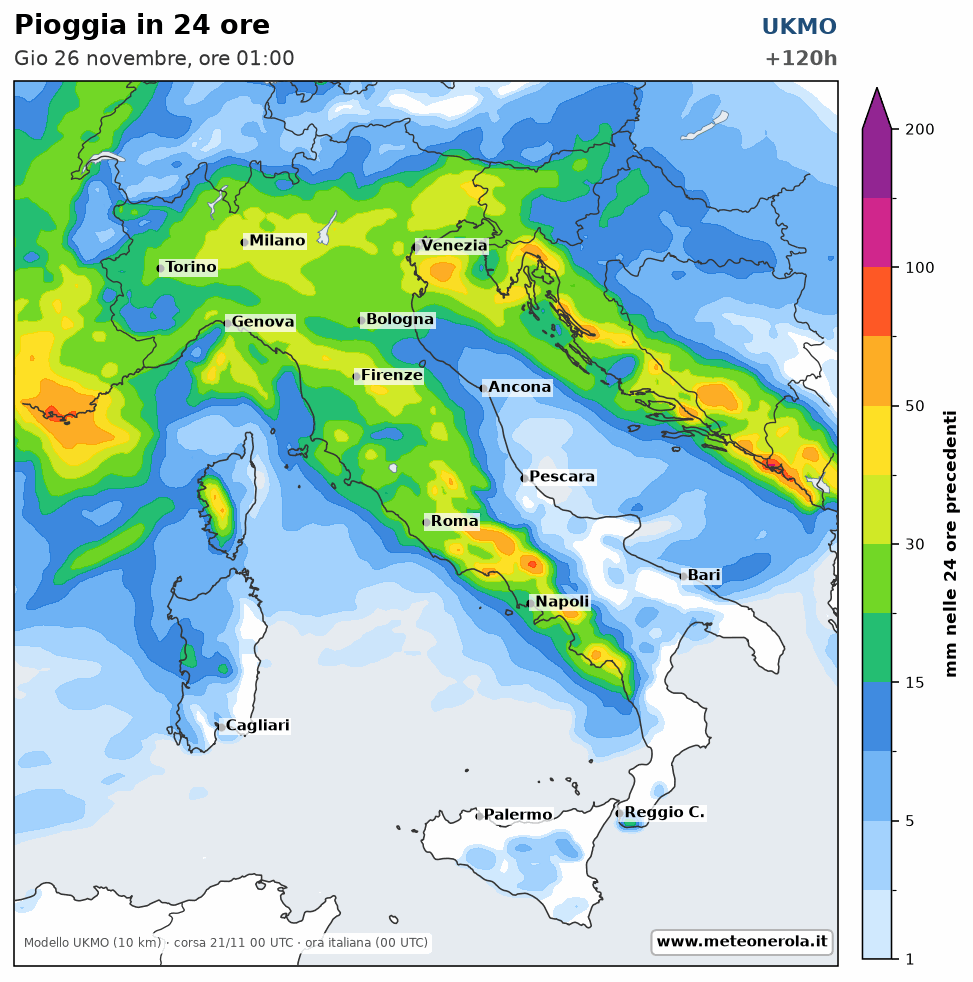 Pioggia in 24 ore
UKMO
Gio 26 novembre, ore 01:00
+120h
Milano
Venezia
Torino
Genova
Bologna
Firenze
Ancona
Pescara
Roma
Bari
Napoli
Cagliari
Palermo
Reggio C.
200
100
50
30
15
5
1
mm nelle 24 ore precedenti
Modello UKMO (10 km) · corsa 21/11 00 UTC · ora italiana (00 UTC)
www.meteonerola.it